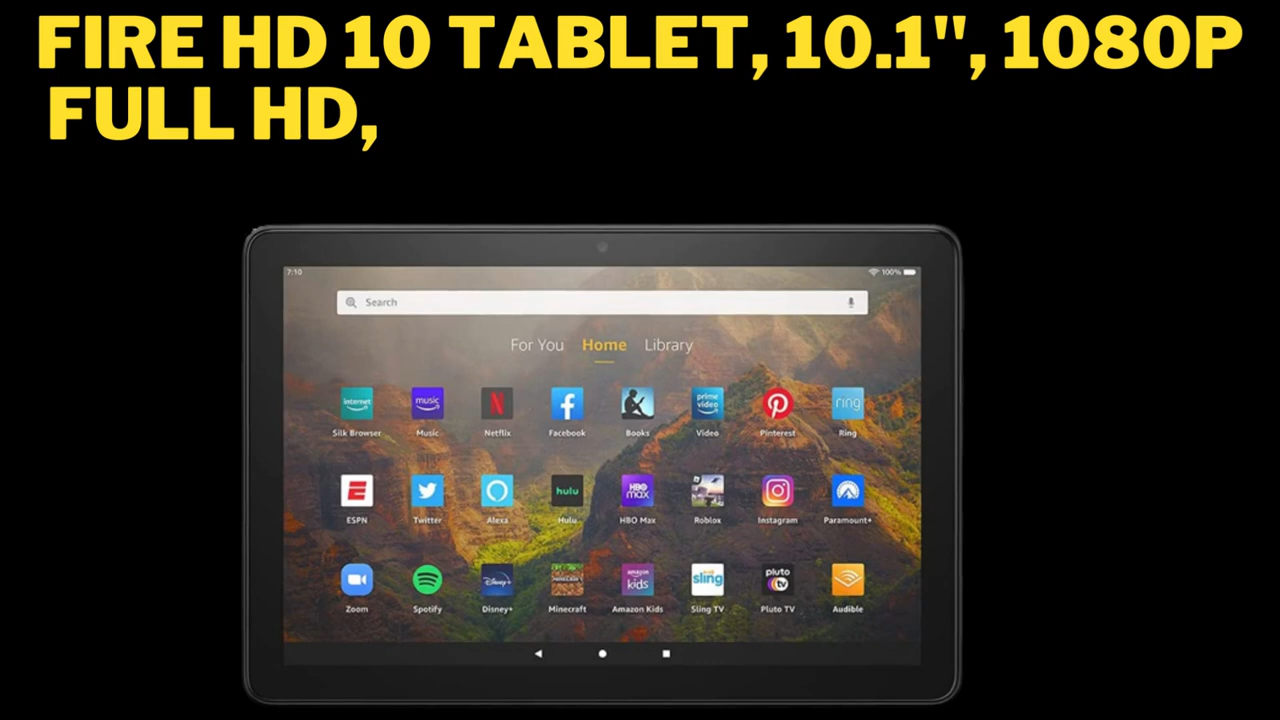 FIRE HD 10 TABLET, 10.1", 1080P
FULL HD,
7:10 100%
Search
For You Home Library
internet music prime video ring
Silk Browser Music Netflix Facebook Books Video Pinterest Ring
hulu HBO max
ESPN Twitter Alexa Hulu HBO Max Roblox Instagram Paramount+
Disney+ MINECRAFT amazon kids sling pluto tv
Zoom Spotify Disney+ Minecraft Amazon Kids Sling TV Pluto TV Audible